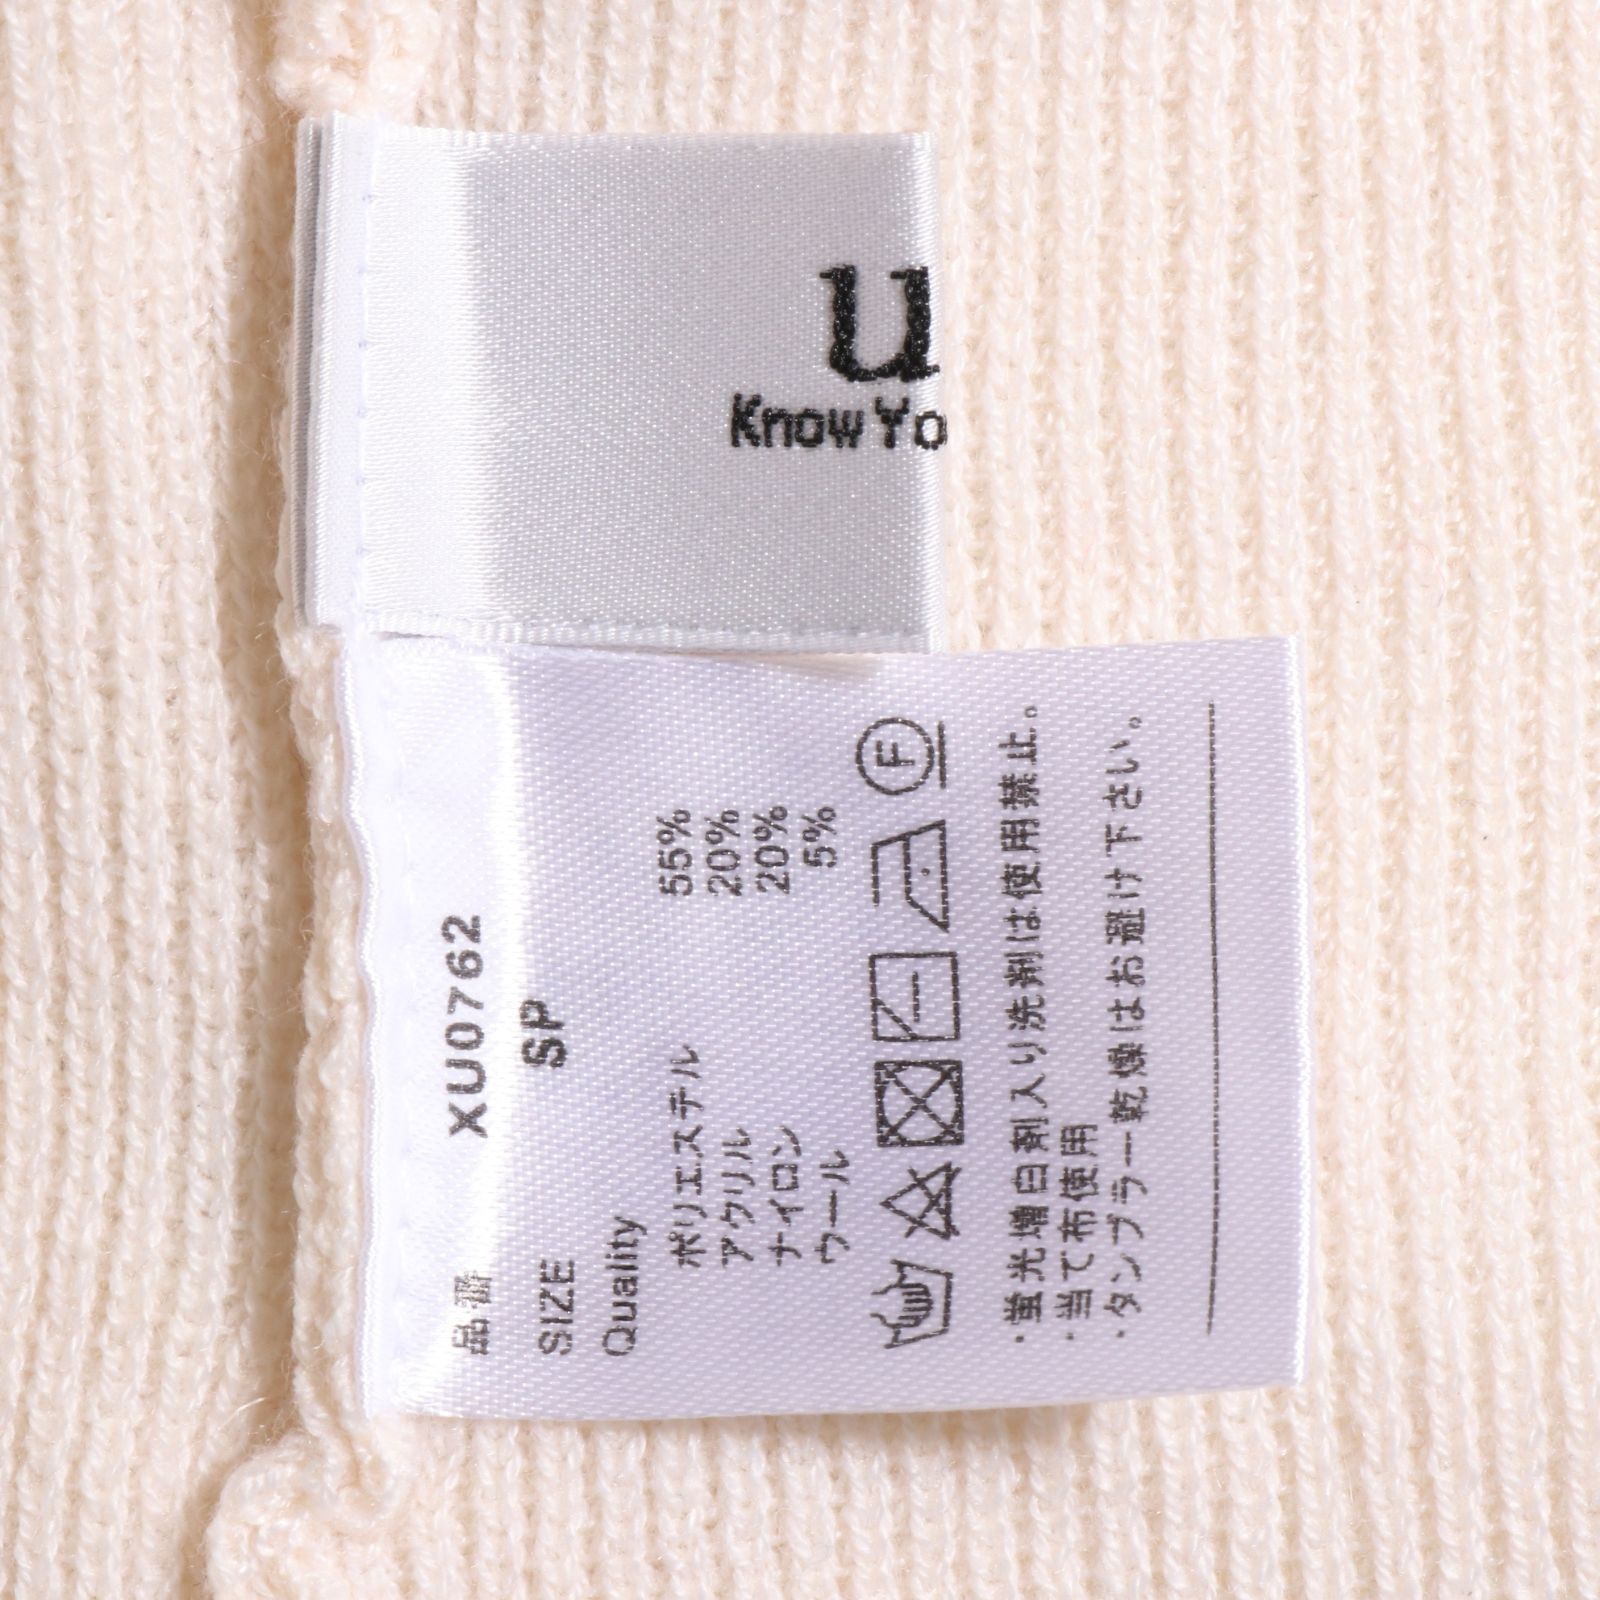 u
Know Yo
品番 XU0762
SIZE SP
Quality
ポリエステル 55%
アクリル 20%
ナイロン 20%
ウール 5%
F
・蛍光増白剤入り洗剤は使用禁止。
・当て布使用
・タンブラー乾燥はお避け下さい。